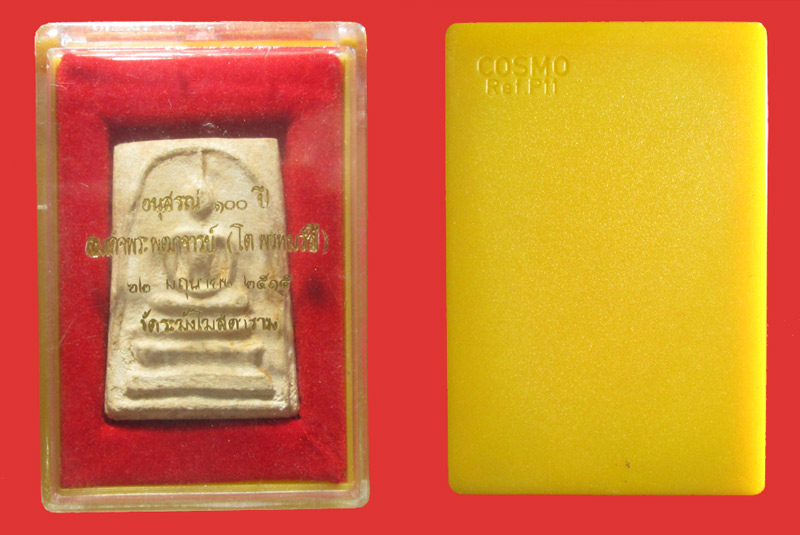 อนุสรณ์ ๑๐๐ ปี
สมเด็จพระพุฒาจารย์ (โต พรหมรังสี)
๒๒ มิถุนายน ๒๕๑๕
วัดระฆังโฆสิตาราม
COSMO
Ref.P11